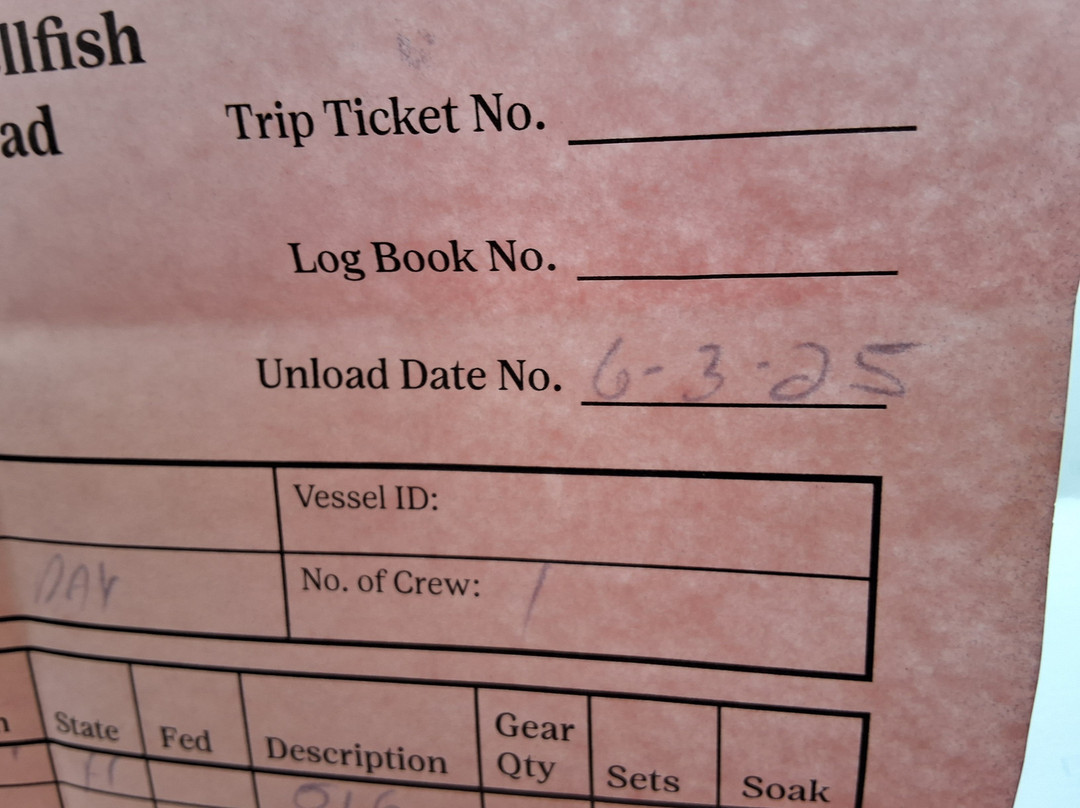 llfish
ad
Trip Ticket No.
Log Book No.
Unload Date No. 6-3-25
Vessel ID:
DAY
No. of Crew: 1
State
Fed
Description
Gear Qty
Sets
Soak